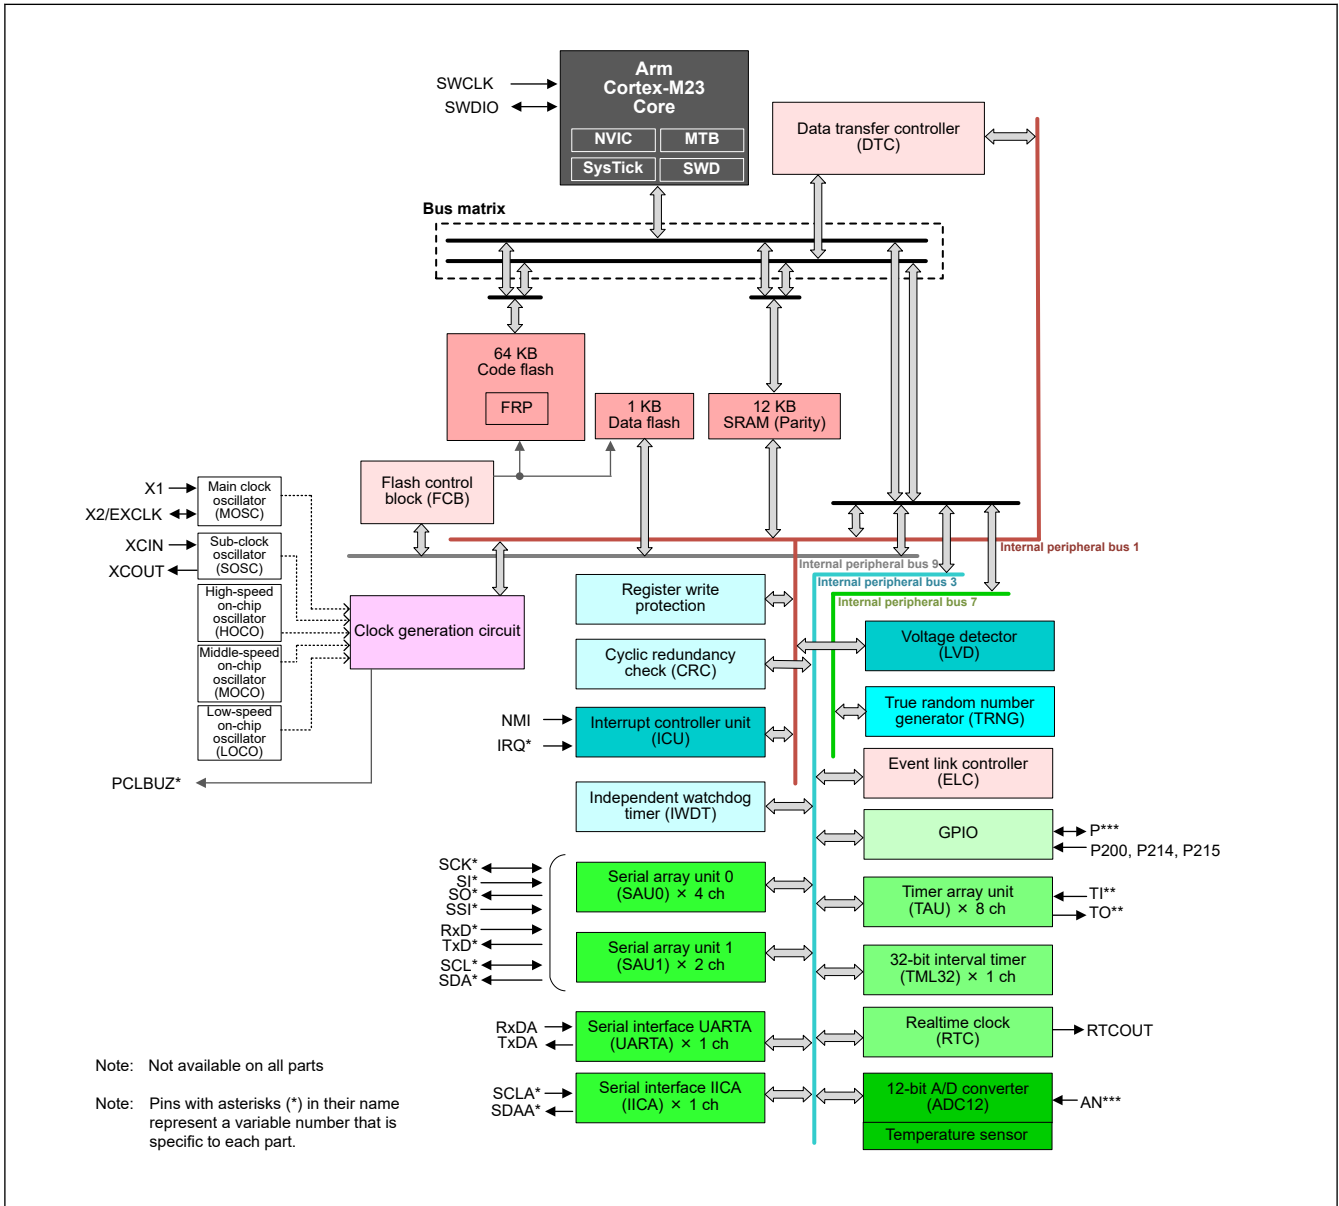 Arm
Cortex-M23
Core
NVIC
MTB
SysTick
SWD
SWCLK
SWDIO
Data transfer controller
(DTC)
Bus matrix
64 KB
Code flash
FRP
1 KB
Data flash
12 KB
SRAM (Parity)
Flash control
block (FCB)
X1
X2/EXCLK
XCIN
XCOUT
Main clock
oscillator
(MOSC)
Sub-clock
oscillator
(SOSC)
High-speed
on-chip
oscillator
(HOCO)
Middle-speed
on-chip
oscillator
(MOCO)
Low-speed
on-chip
oscillator
(LOCO)
Clock generation circuit
PCLBUZ*
Internal peripheral bus 1
Internal peripheral bus 9
Internal peripheral bus 3
Internal peripheral bus 7
Register write
protection
Cyclic redundancy
check (CRC)
NMI
IRQ*
Interrupt controller unit
(ICU)
Independent watchdog
timer (IWDT)
SCK*
SI*
SO*
SSI*
RxD*
TxD*
SCL*
SDA*
Serial array unit 0
(SAU0) × 4 ch
Serial array unit 1
(SAU1) × 2 ch
RxDA
TxDA
Serial interface UARTA
(UARTA) × 1 ch
SCLA*
SDAA*
Serial interface IICA
(IICA) × 1 ch
Voltage detector
(LVD)
True random number
generator (TRNG)
Event link controller
(ELC)
GPIO
P***
P200, P214, P215
Timer array unit
(TAU) × 8 ch
TI**
TO**
32-bit interval timer
(TML32) × 1 ch
Realtime clock
(RTC)
RTCOUT
12-bit A/D converter
(ADC12)
AN***
Temperature sensor
Note: Not available on all parts
Note: Pins with asterisks (*) in their name
represent a variable number that is
specific to each part.